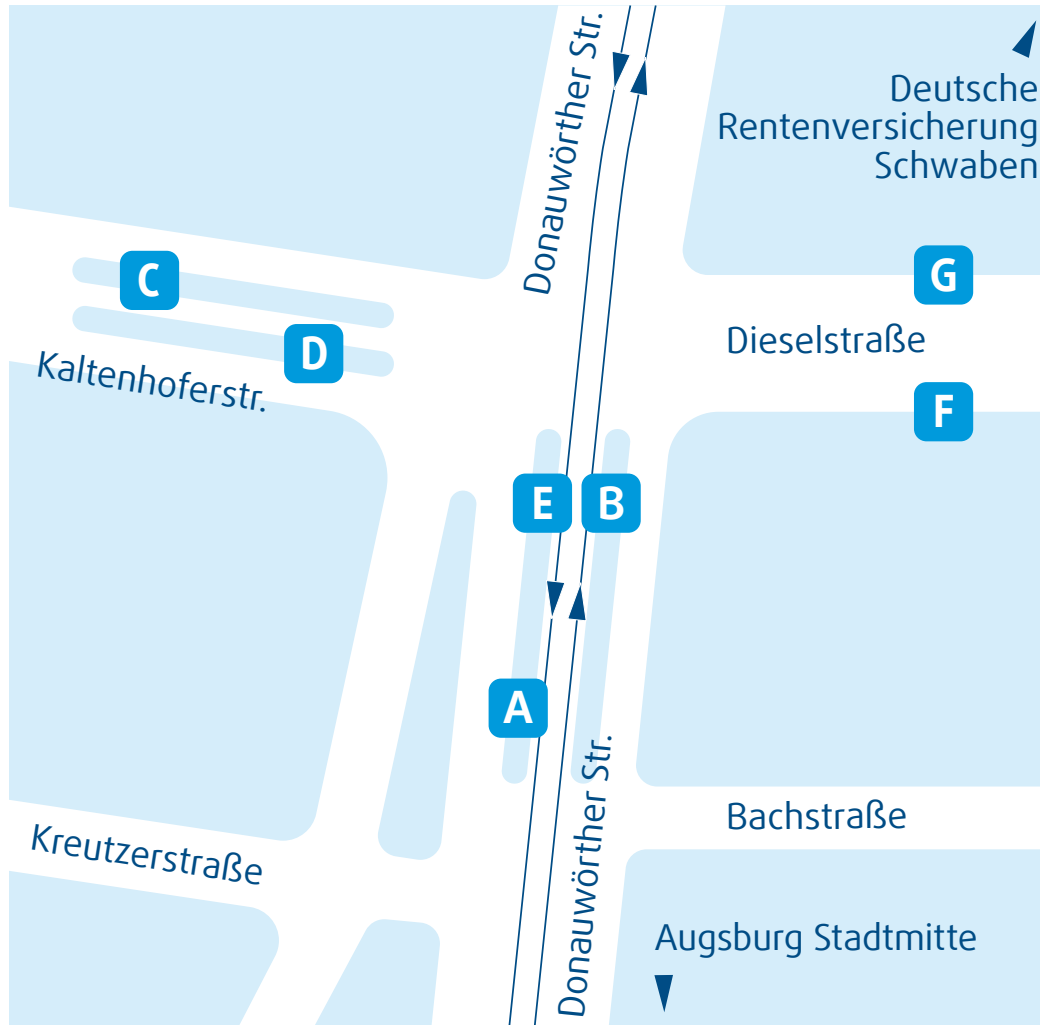 Donauwörther Str.
Deutsche
Rentenversicherung
Schwaben
C
G
D
Dieselstraße
Kaltenhoferstr.
F
E
B
A
Donauwörther Str.
Bachstraße
Kreutzerstraße
Augsburg Stadtmitte